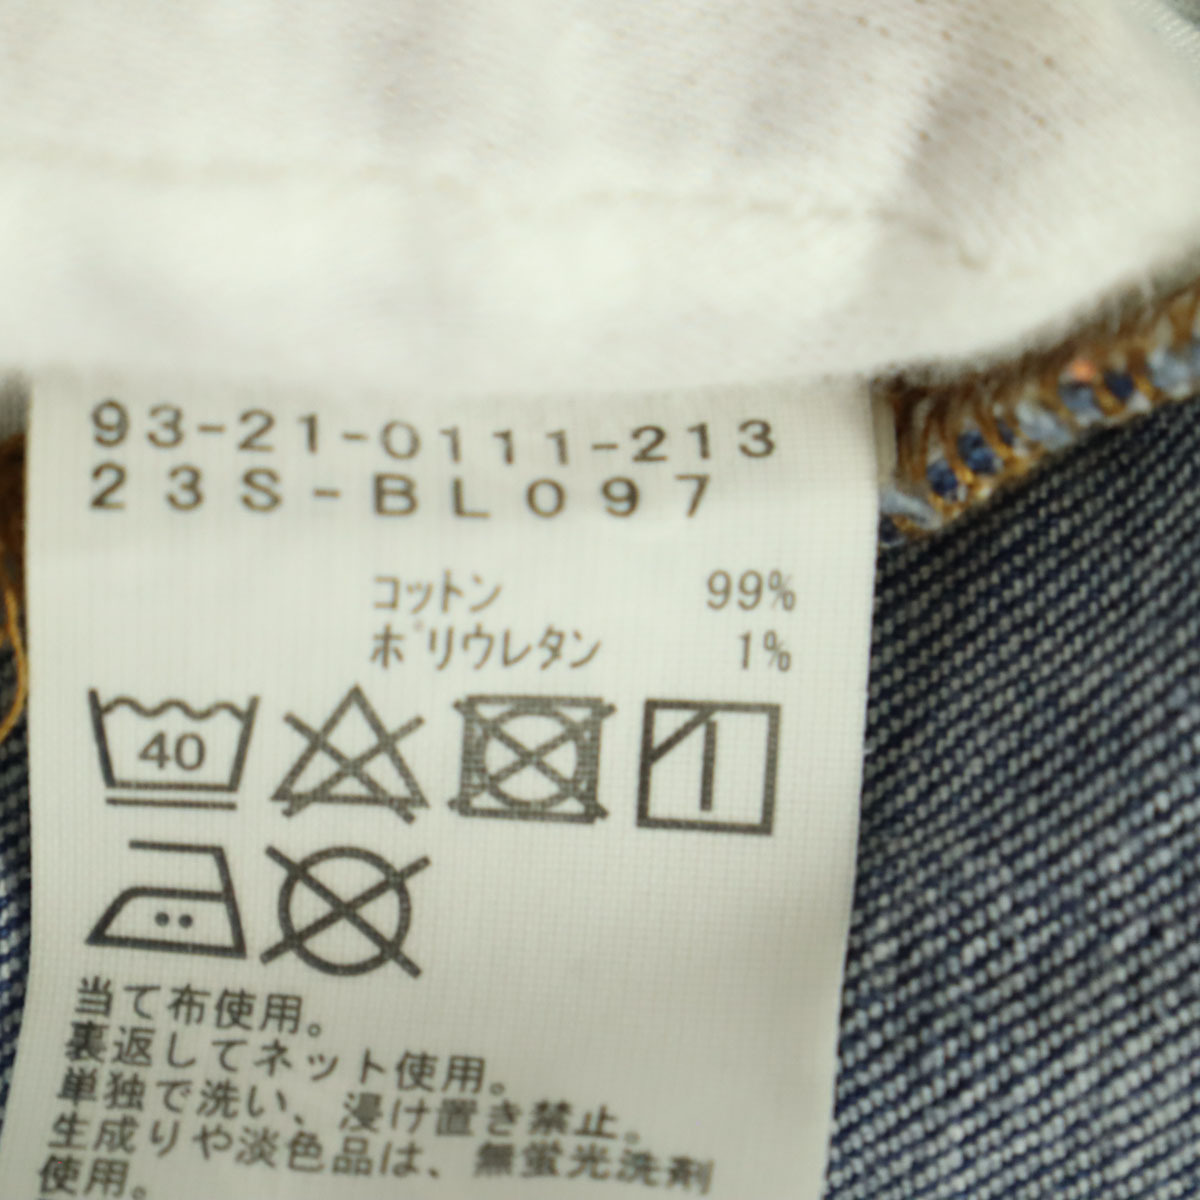 93-21-0111-213
23S-BL097
コットン 99%
ポリウレタン 1%
40
当て布使用。
裏返してネット使用。
単独で洗い、浸け置き禁止。
生成りや淡色品は、無蛍光洗剤
使用。